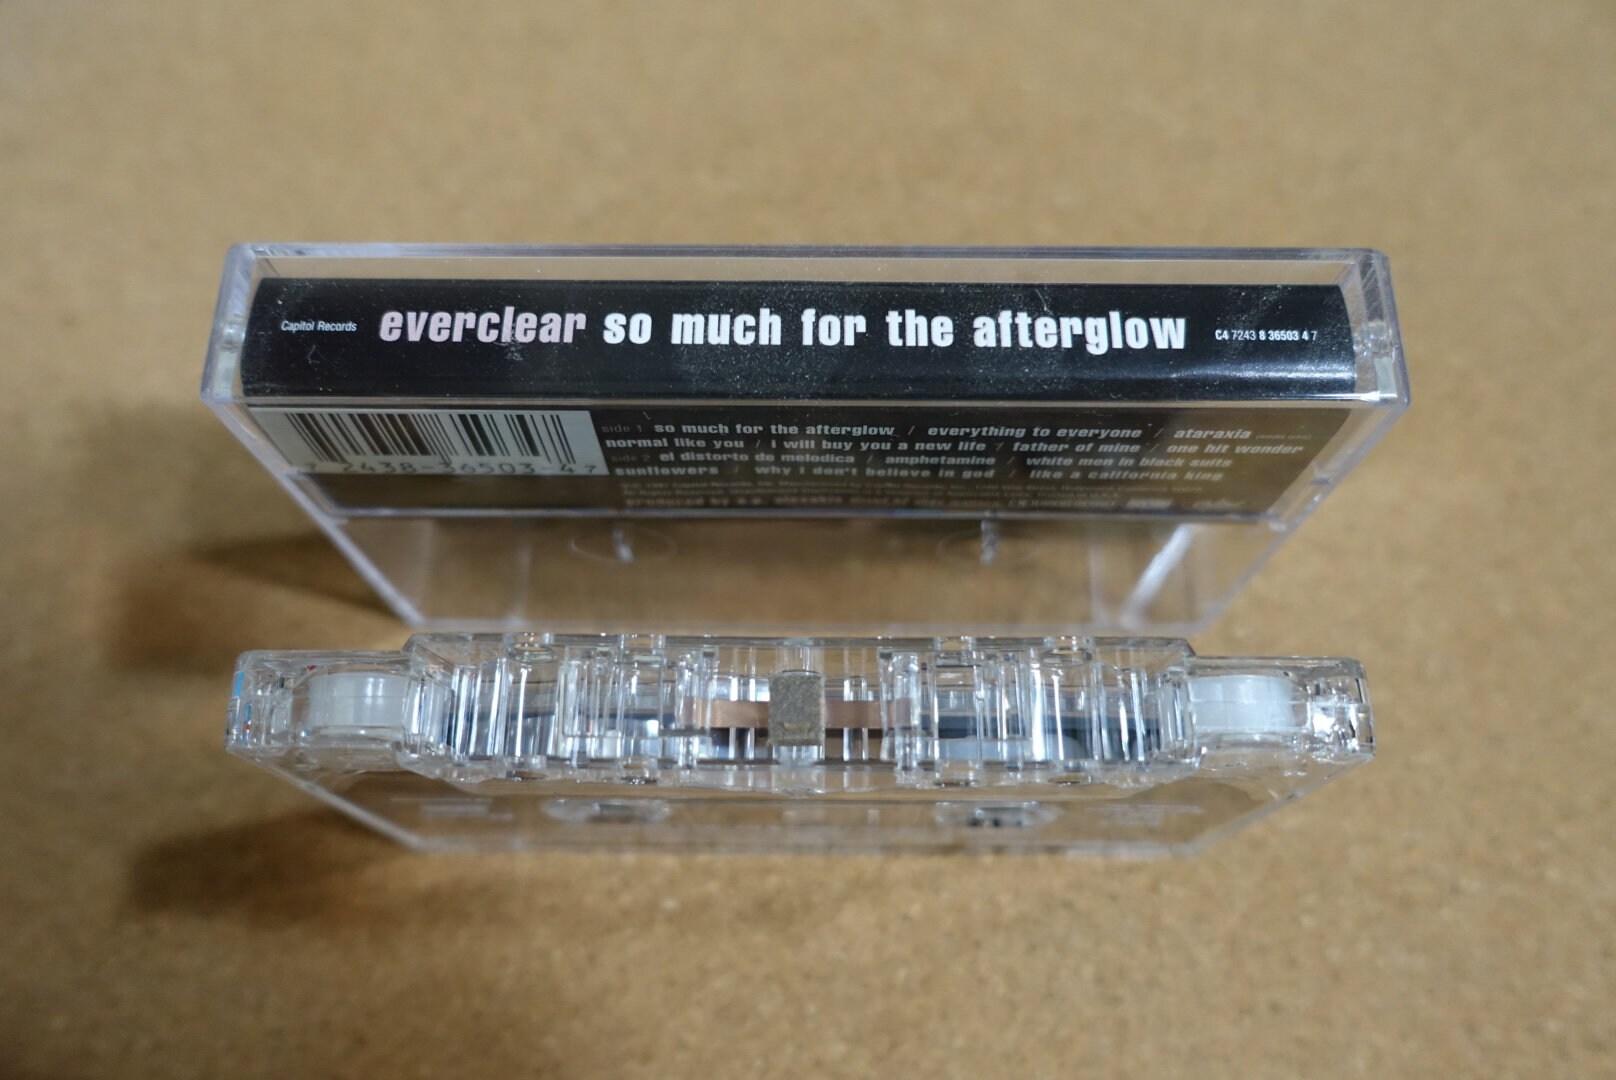 Capitol Records everclear so much for the afterglow C4 7243 8 36503 4 7
side 1 so much for the afterglow / everything to everyone / ataraxia
normal like you / i will buy you a new life / father of mine / one hit wonder
side 2 el distorto de melodica / amphetamine / white men in black suits
sunflowers / why i don't believe in god / like a california king
7 2438-36503-4 7
produced by